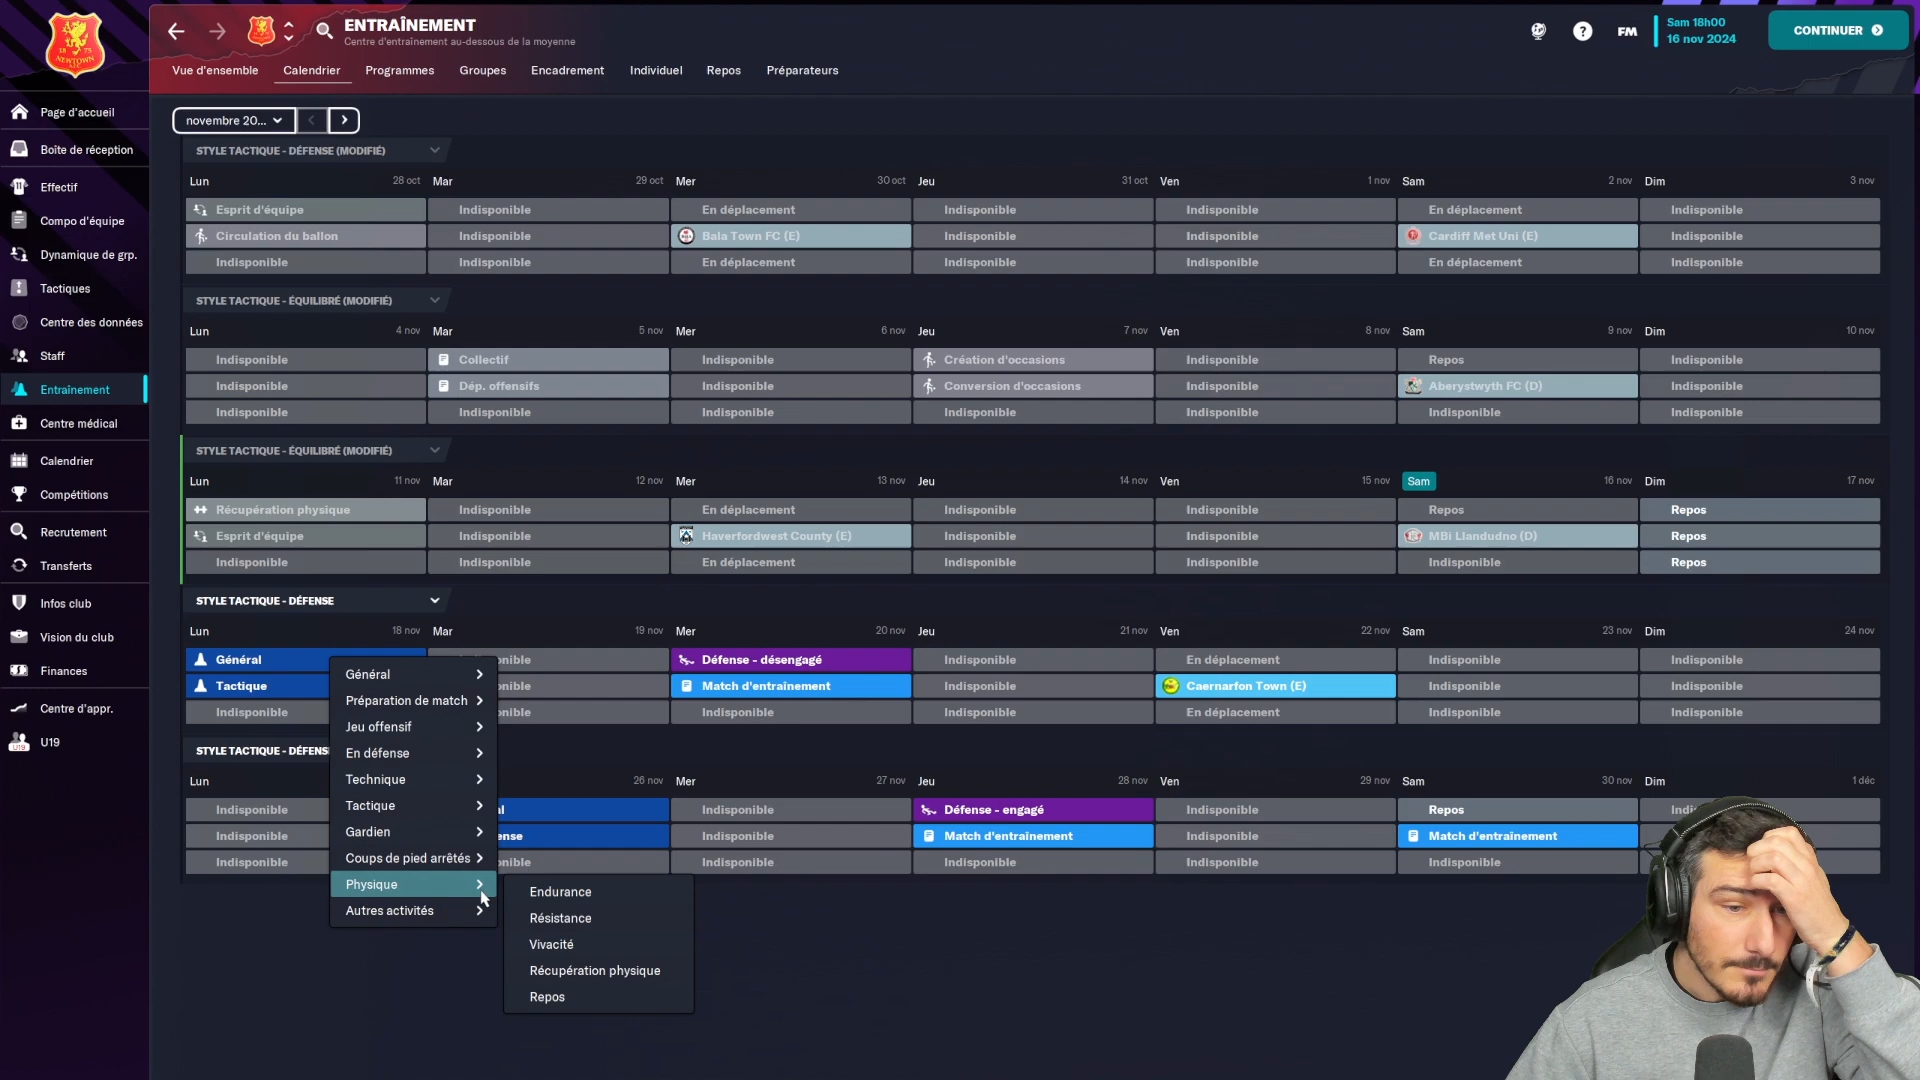 1875
NEWTOWN
A.F.C.
ENTRAÎNEMENT
Centre d'entraînement au-dessous de la moyenne
FM
Sam 18h00
16 nov 2024
CONTINUER
Vue d'ensemble
Calendrier
Programmes
Groupes
Encadrement
Individuel
Repos
Préparateurs
Page d'accueil
Boîte de réception
Effectif
Compo d'équipe
Dynamique de grp.
Tactiques
Centre des données
Staff
Entraînement
Centre médical
Calendrier
Compétitions
Recrutement
Transferts
Infos club
Vision du club
Finances
Centre d'appr.
U19
U19
novembre 20...
STYLE TACTIQUE - DÉFENSE (MODIFIÉ)
Lun 28 oct Mar 29 oct Mer 30 oct Jeu 31 oct Ven 1 nov Sam 2 nov Dim 3 nov
Esprit d'équipe Indisponible En déplacement Indisponible Indisponible En déplacement Indisponible
Circulation du ballon Indisponible Bala Town FC (E) Indisponible Indisponible Cardiff Met Uni (E) Indisponible
Indisponible Indisponible En déplacement Indisponible Indisponible En déplacement Indisponible
STYLE TACTIQUE - ÉQUILIBRÉ (MODIFIÉ)
Lun 4 nov Mar 5 nov Mer 6 nov Jeu 7 nov Ven 8 nov Sam 9 nov Dim 10 nov
Indisponible Collectif Indisponible Création d'occasions Indisponible Repos Indisponible
Indisponible Dép. offensifs Indisponible Conversion d'occasions Indisponible Aberystwyth FC (D) Indisponible
Indisponible Indisponible Indisponible Indisponible Indisponible Indisponible Indisponible
STYLE TACTIQUE - ÉQUILIBRÉ (MODIFIÉ)
Lun 11 nov Mar 12 nov Mer 13 nov Jeu 14 nov Ven 15 nov Sam 16 nov Dim 17 nov
Récupération physique Indisponible En déplacement Indisponible Indisponible Repos Repos
Esprit d'équipe Indisponible Haverfordwest County (E) Indisponible Indisponible MBi Llandudno (D) Repos
Indisponible Indisponible En déplacement Indisponible Indisponible Indisponible Repos
STYLE TACTIQUE - DÉFENSE
Lun 18 nov Mar 19 nov Mer 20 nov Jeu 21 nov Ven 22 nov Sam 23 nov Dim 24 nov
Général onible Défense - désengagé Indisponible En déplacement Indisponible Indisponible
Tactique onible Match d'entraînement Indisponible Caernarfon Town (E) Indisponible Indisponible
Indisponible onible Indisponible Indisponible En déplacement Indisponible Indisponible
STYLE TACTIQUE - DÉFENSE
Lun 26 nov Mer 27 nov Jeu 28 nov Ven 29 nov Sam 30 nov Dim 1 déc
Indisponible al Indisponible Défense - engagé Indisponible Repos Indi
Indisponible ense Indisponible Match d'entraînement Indisponible Match d'entraînement
Indisponible onible Indisponible Indisponible Indisponible Indisponible
Général
Préparation de match
Jeu offensif
En défense
Technique
Tactique
Gardien
Coups de pied arrêtés
Physique
Autres activités
Endurance
Résistance
Vivacité
Récupération physique
Repos